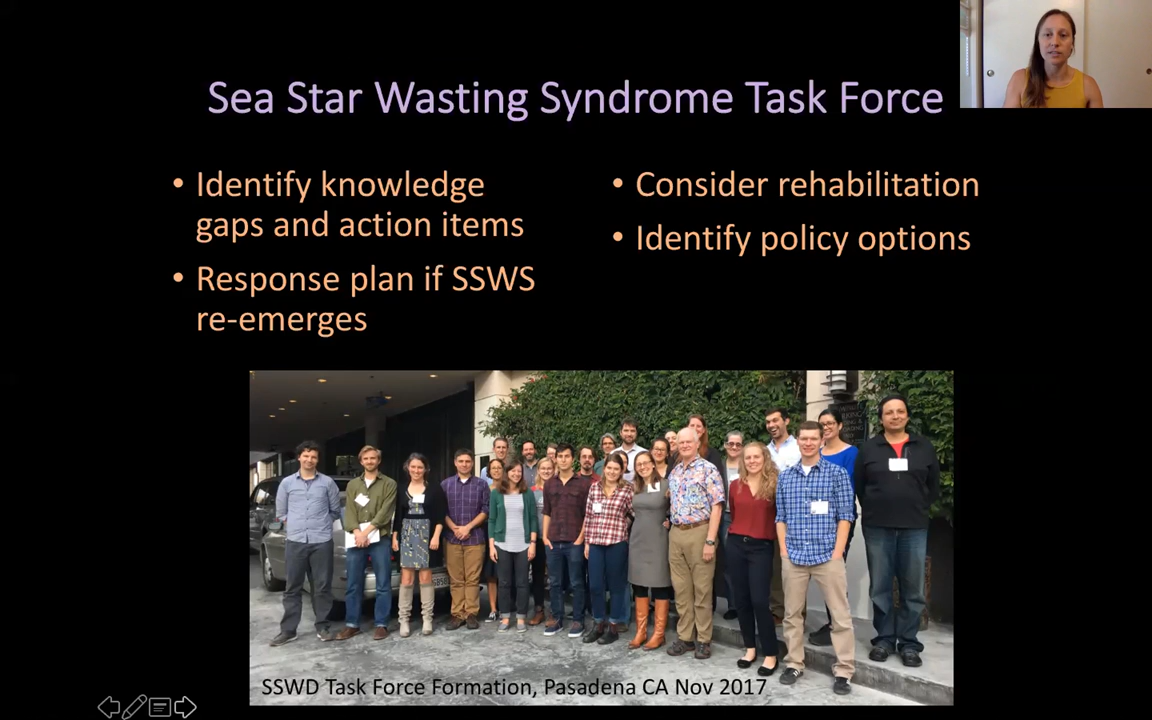 Sea Star Wasting Syndrome Task Force
• Identify knowledge
gaps and action items
• Response plan if SSWS
re-emerges
• Consider rehabilitation
• Identify policy options
SSWD Task Force Formation, Pasadena CA Nov 2017